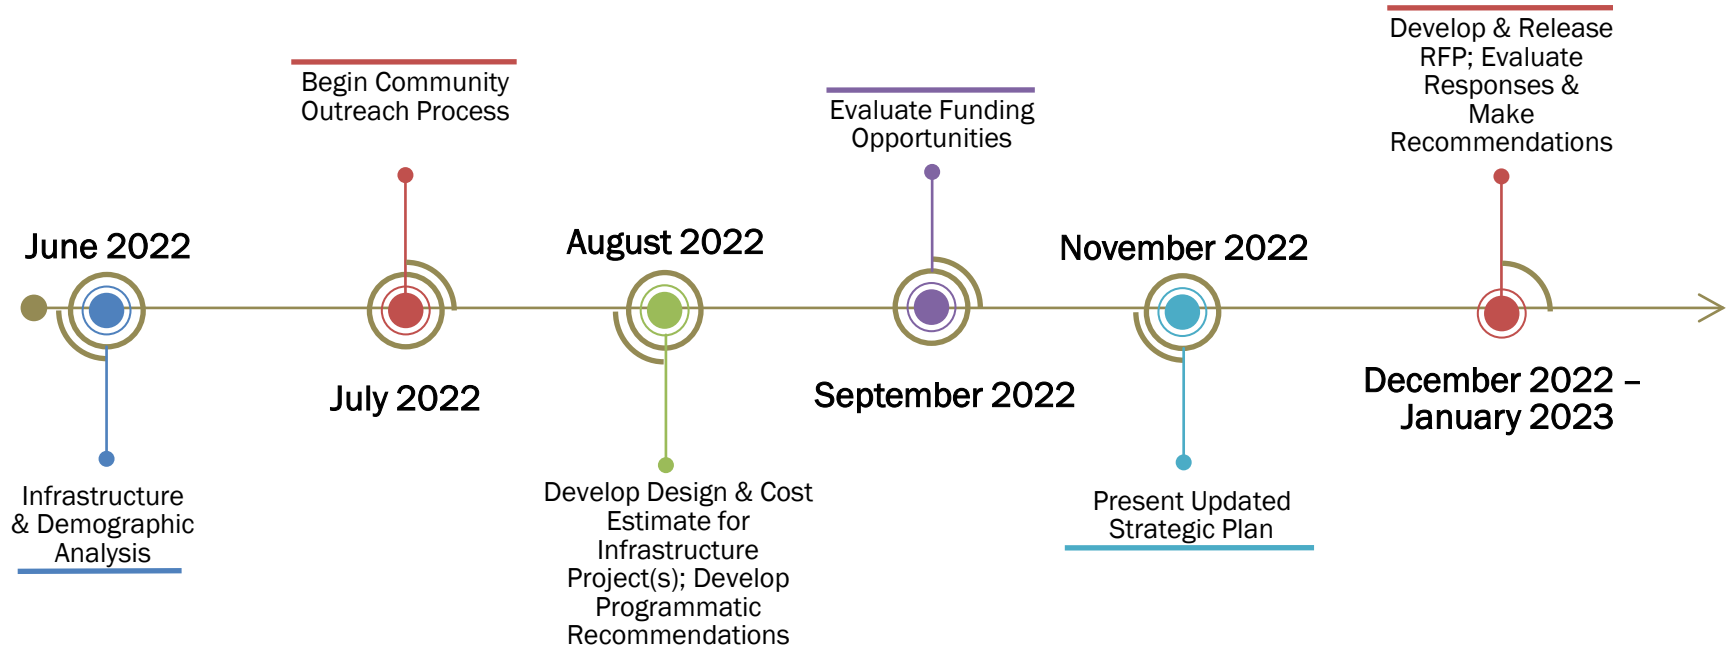 June 2022
Infrastructure
& Demographic
Analysis
Begin Community
Outreach Process
July 2022
August 2022
Develop Design & Cost
Estimate for
Infrastructure
Project(s); Develop
Programmatic
Recommendations
Evaluate Funding
Opportunities
September 2022
November 2022
Present Updated
Strategic Plan
Develop & Release
RFP; Evaluate
Responses &
Make
Recommendations
December 2022 –
January 2023